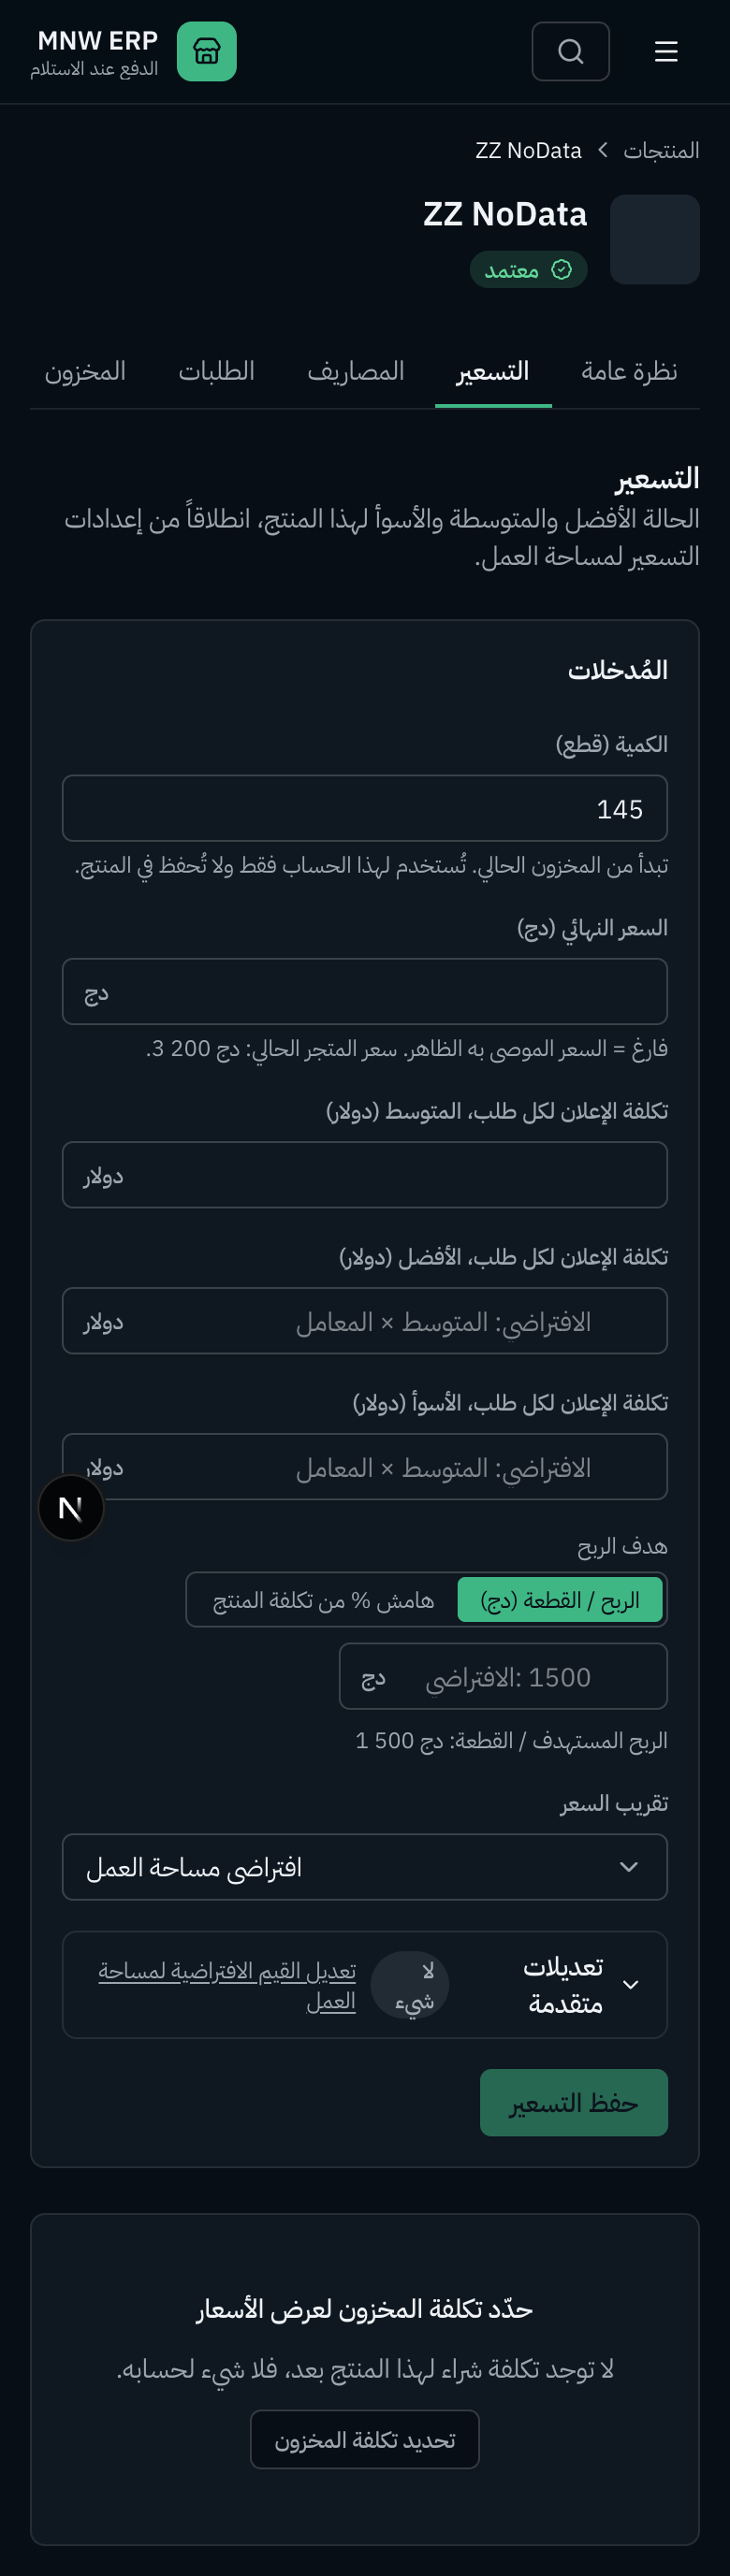 MNW ERP
الدفع عند الاستلام
المنتجات
ZZ NoData
ZZ NoData
معتمد
نظرة عامة
التسعير
المصاريف
الطلبات
المخزون
التسعير
الحالة الأفضل والمتوسطة والأسوأ لهذا المنتج، انطلاقاً من إعدادات
التسعير لمساحة العمل.
المُدخلات
الكمية (قطع)
145
تبدأ من المخزون الحالي. تُستخدم لهذا الحساب فقط ولا تُحفظ في المنتج.
السعر النهائي (دج)
دج
فارغ = السعر الموصى به الظاهر. سعر المتجر الحالي: دج 200 3.
تكلفة الإعلان لكل طلب، المتوسط (دولار)
دولار
تكلفة الإعلان لكل طلب، الأفضل (دولار)
الافتراضي: المتوسط × المعامل
دولار
تكلفة الإعلان لكل طلب، الأسوأ (دولار)
الافتراضي: المتوسط × المعامل
دولار
هدف الربح
الربح / القطعة (دج)
هامش % من تكلفة المنتج
1500 :الافتراضي
دج
الربح المستهدف / القطعة: دج 500 1
تقريب السعر
افتراضي مساحة العمل
تعديلات
متقدمة
لا
شيء
تعديل القيم الافتراضية لمساحة
العمل
حفظ التسعير
حدّد تكلفة المخزون لعرض الأسعار
لا توجد تكلفة شراء لهذا المنتج بعد، فلا شيء لحسابه.
تحديد تكلفة المخزون